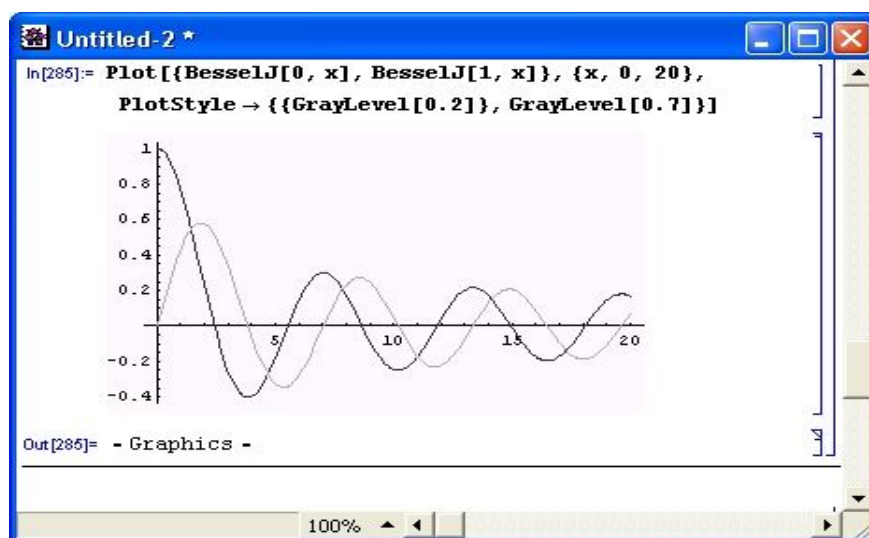 Untitled-2 *
In[285]:= Plot[{BesselJ[0, x], BesselJ[1, x]}, {x, 0, 20},
PlotStyle → {{GrayLevel[0.2]}, GrayLevel[0.7]}]
1
0.8
0.6
0.4
0.2
5 10 15 20
-0.2
-0.4
Out[285]= - Graphics -
100%